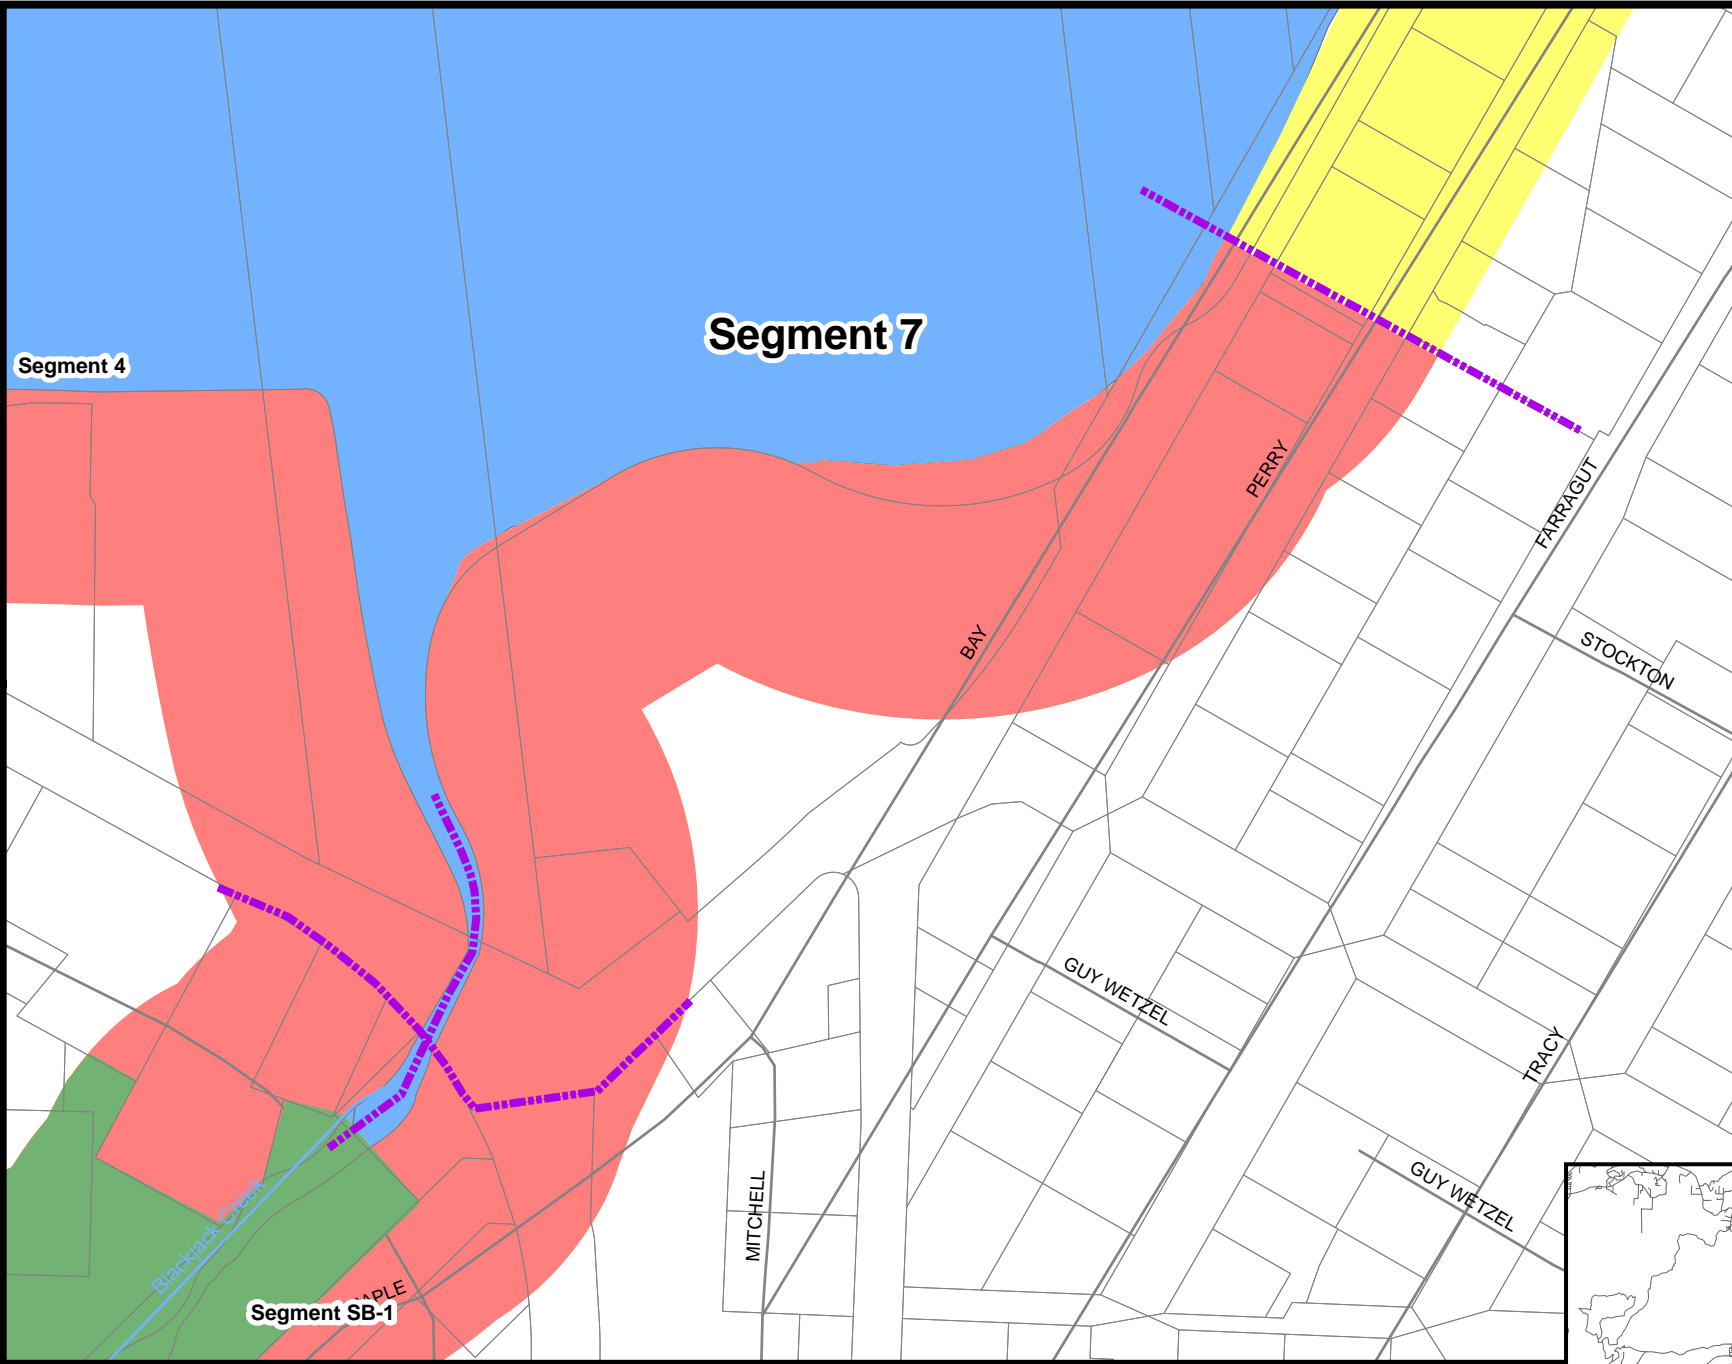 Segment 7
Segment 4
PERRY
FARRAGUT
BAY
STOCKTON
GUY WETZEL
TRACY
MITCHELL
GUY WETZEL
Blackjack Creek
Segment SB-1